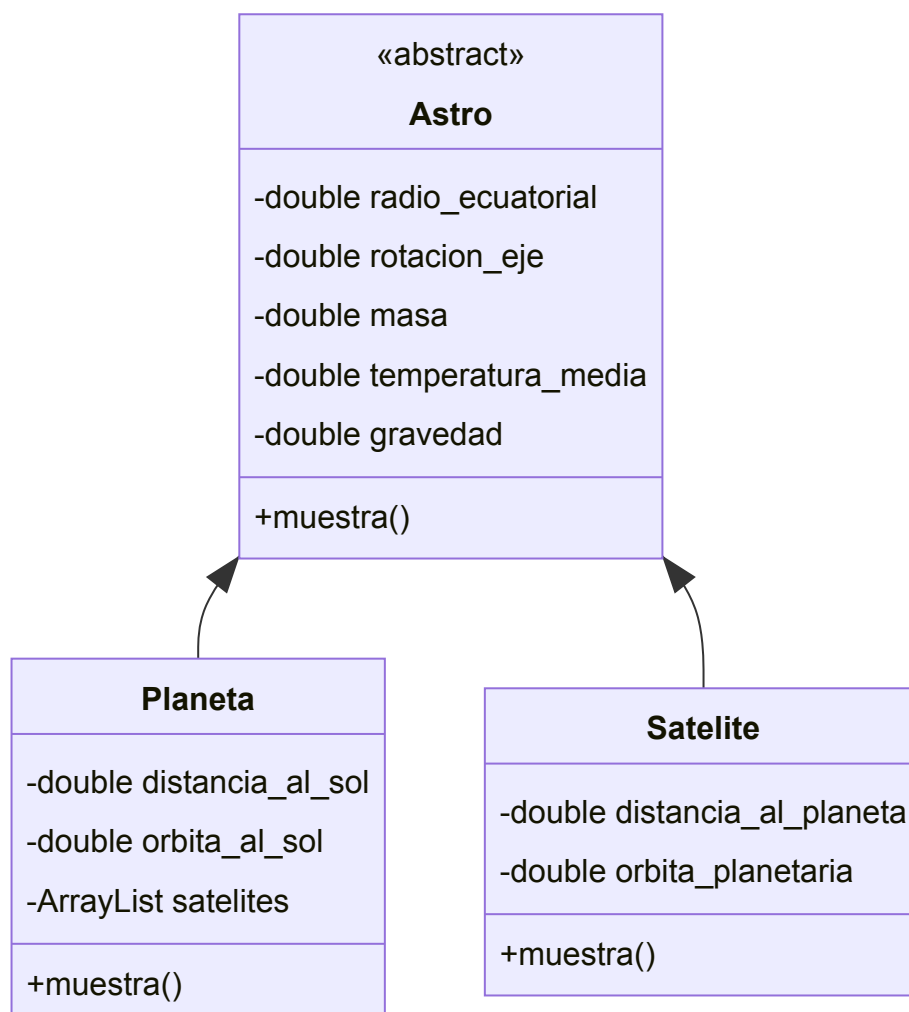 «abstract»
Astro
-double radio_ecuatorial
-double rotacion_eje
-double masa
-double temperatura_media
-double gravedad
+muestra()
Planeta
-double distancia_al_sol
-double orbita_al_sol
-ArrayList satelites
+muestra()
Satelite
-double distancia_al_planeta
-double orbita_planetaria
+muestra()